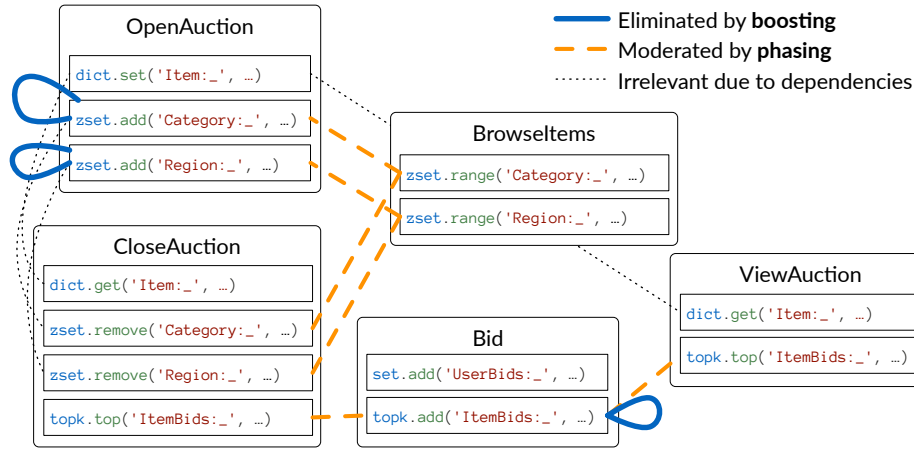 OpenAuction
dict.set('Item:_', …)
zset.add('Category:_', …)
zset.add('Region:_', …)
Eliminated by boosting
Moderated by phasing
Irrelevant due to dependencies
BrowseItems
zset.range('Category:_', …)
zset.range('Region:_', …)
CloseAuction
dict.get('Item:_', …)
zset.remove('Category:_', …)
zset.remove('Region:_', …)
topk.top('ItemBids:_', …)
Bid
set.add('UserBids:_', …)
topk.add('ItemBids:_', …)
ViewAuction
dict.get('Item:_', …)
topk.top('ItemBids:_', …)